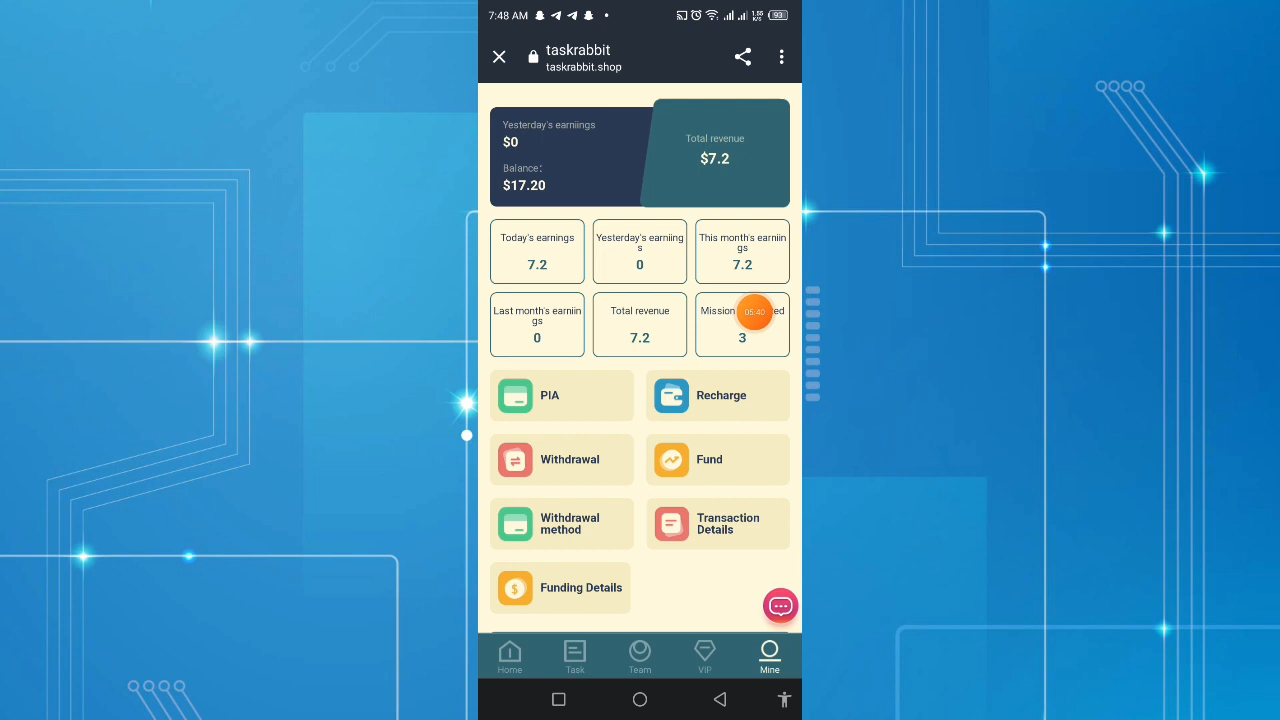 7:48 AM
1.55 K/S
93
taskrabbit
taskrabbit.shop
Yesterday's earniings
$0
Balance:
$17.20
Total revenue
$7.2
Today's earnings
7.2
Yesterday's earniing
s
0
This month's earniin
gs
7.2
Last month's earniin
gs
0
Total revenue
7.2
Mission
05:40
3
PIA
Recharge
Withdrawal
Fund
Withdrawal
method
Transaction
Details
Funding Details
Home
Task
Team
VIP
Mine